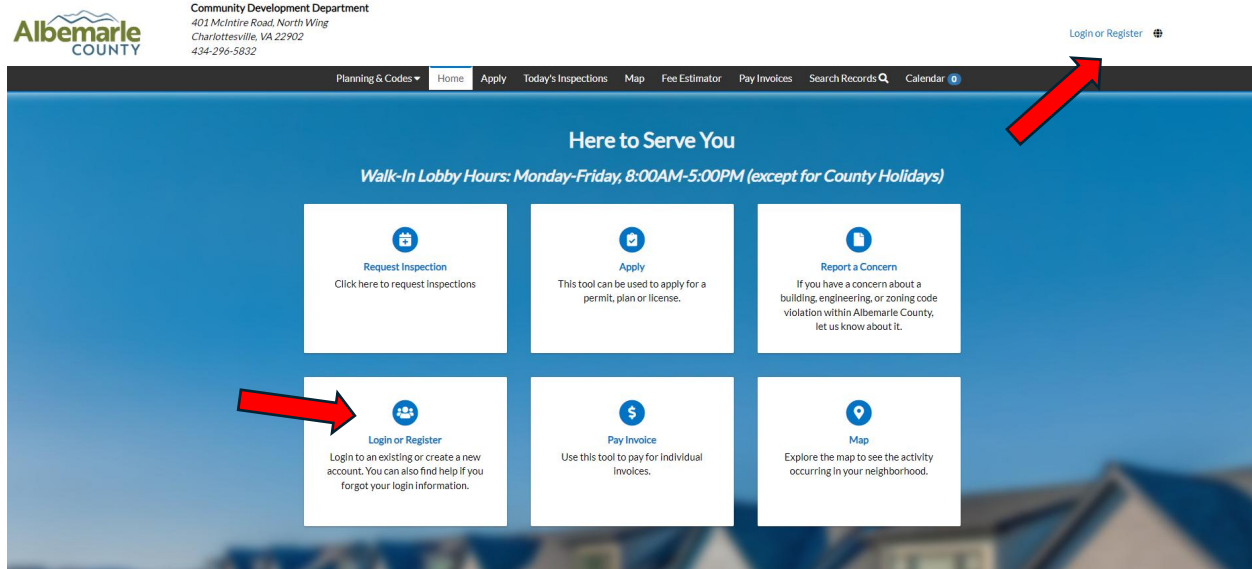 Albemarle
COUNTY
Community Development Department
401 McIntire Road, North Wing
Charlottesville, VA 22902
434-296-5832
Login or Register
Planning & Codes Home Apply Today's Inspections Map Fee Estimator Pay Invoices Search Records Calendar 0
Here to Serve You
Walk-In Lobby Hours: Monday-Friday, 8:00AM-5:00PM (except for County Holidays)
Request Inspection
Click here to request inspections
Apply
This tool can be used to apply for a
permit, plan or license.
Report a Concern
If you have a concern about a
building, engineering, or zoning code
violation within Albemarle County,
let us know about it.
Login or Register
Login to an existing or create a new
account. You can also find help if you
forgot your login information.
Pay Invoice
Use this tool to pay for individual
invoices.
Map
Explore the map to see the activity
occurring in your neighborhood.